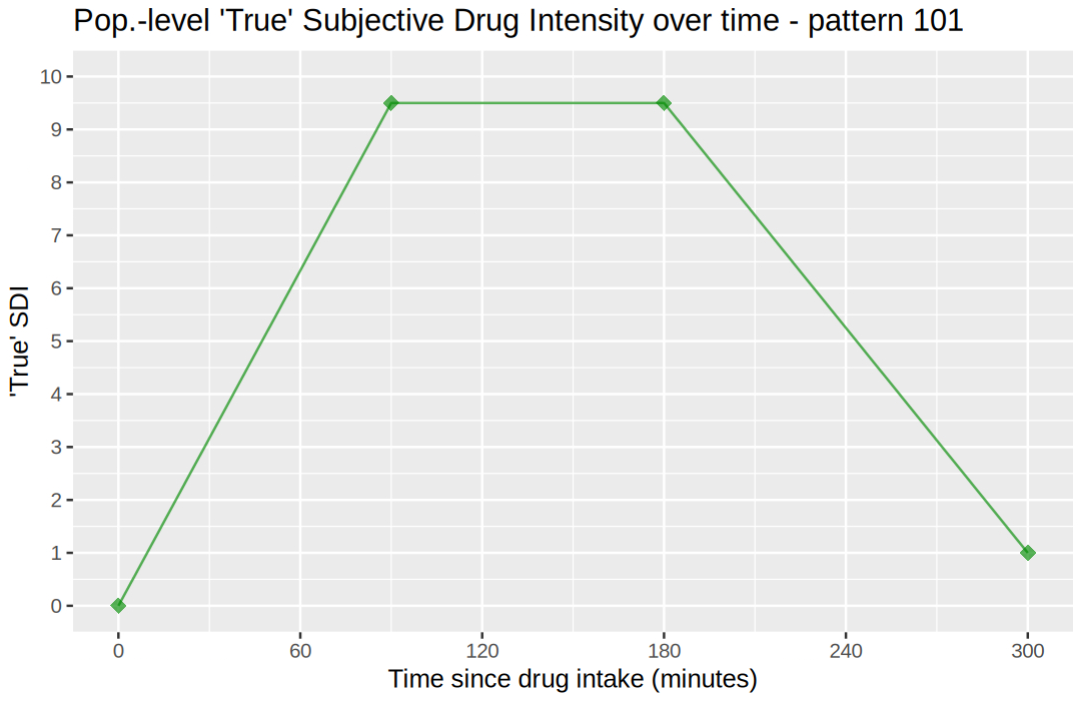 Pop.-level 'True' Subjective Drug Intensity over time - pattern 101
10
9
8
7
6
5
4
3
2
1
0
'True' SDI
0 60 120 180 240 300
Time since drug intake (minutes)